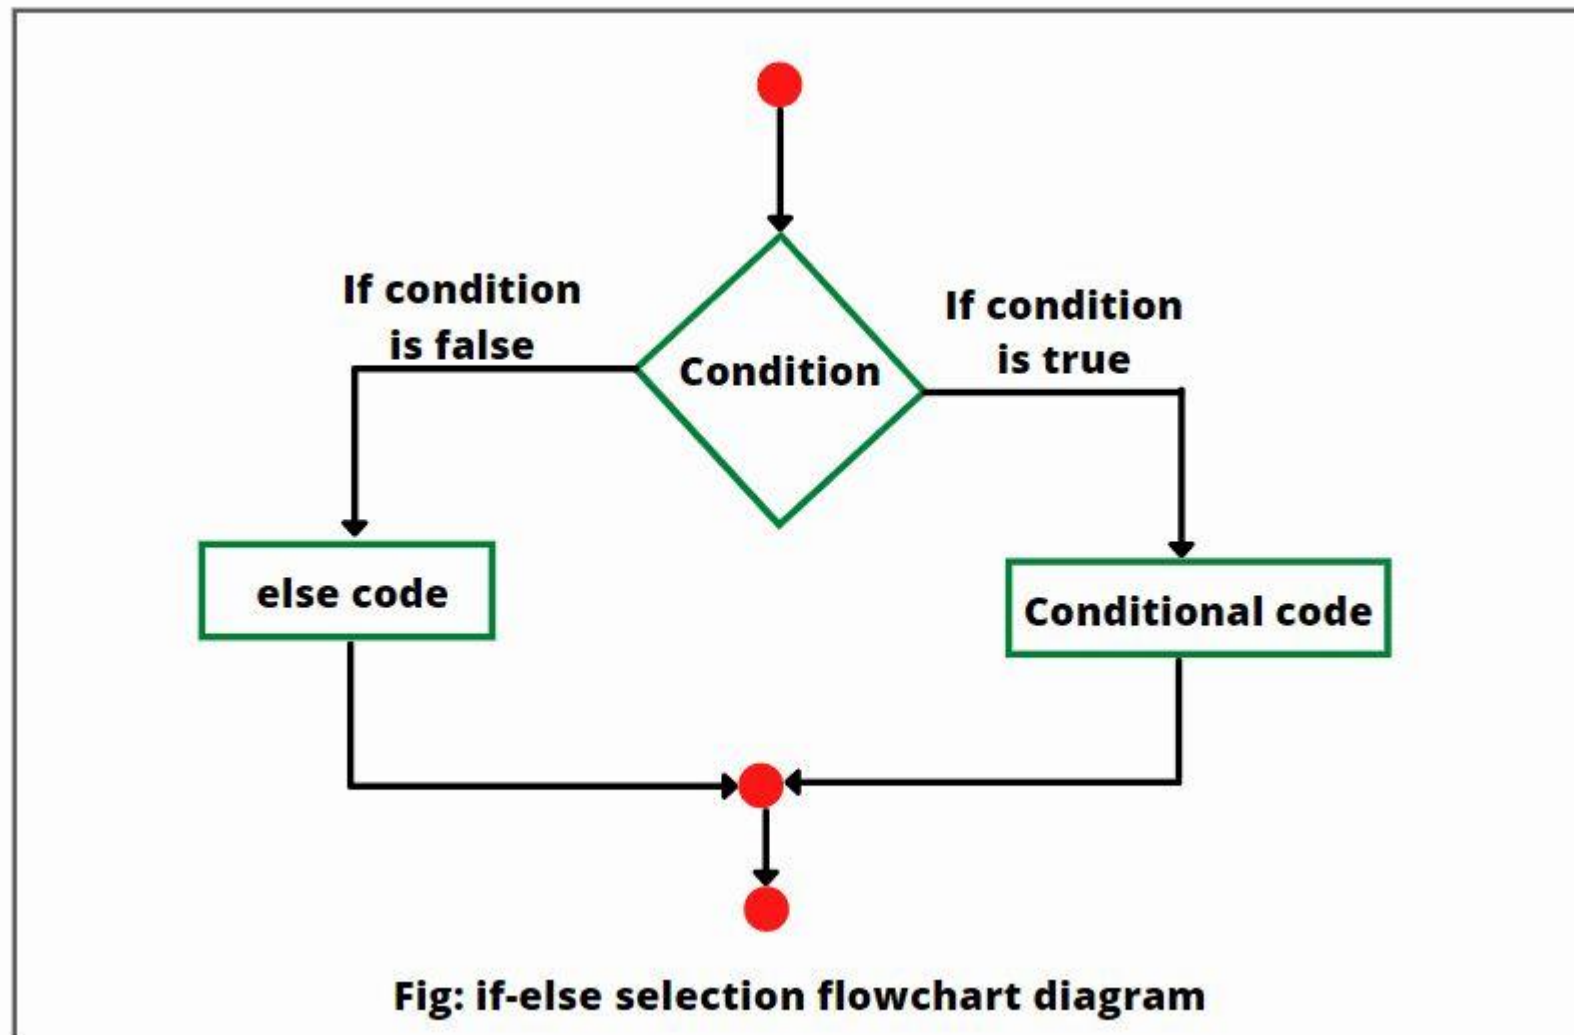 If condition
is false
If condition
is true
Condition
else code
Conditional code
Fig: if-else selection flowchart diagram